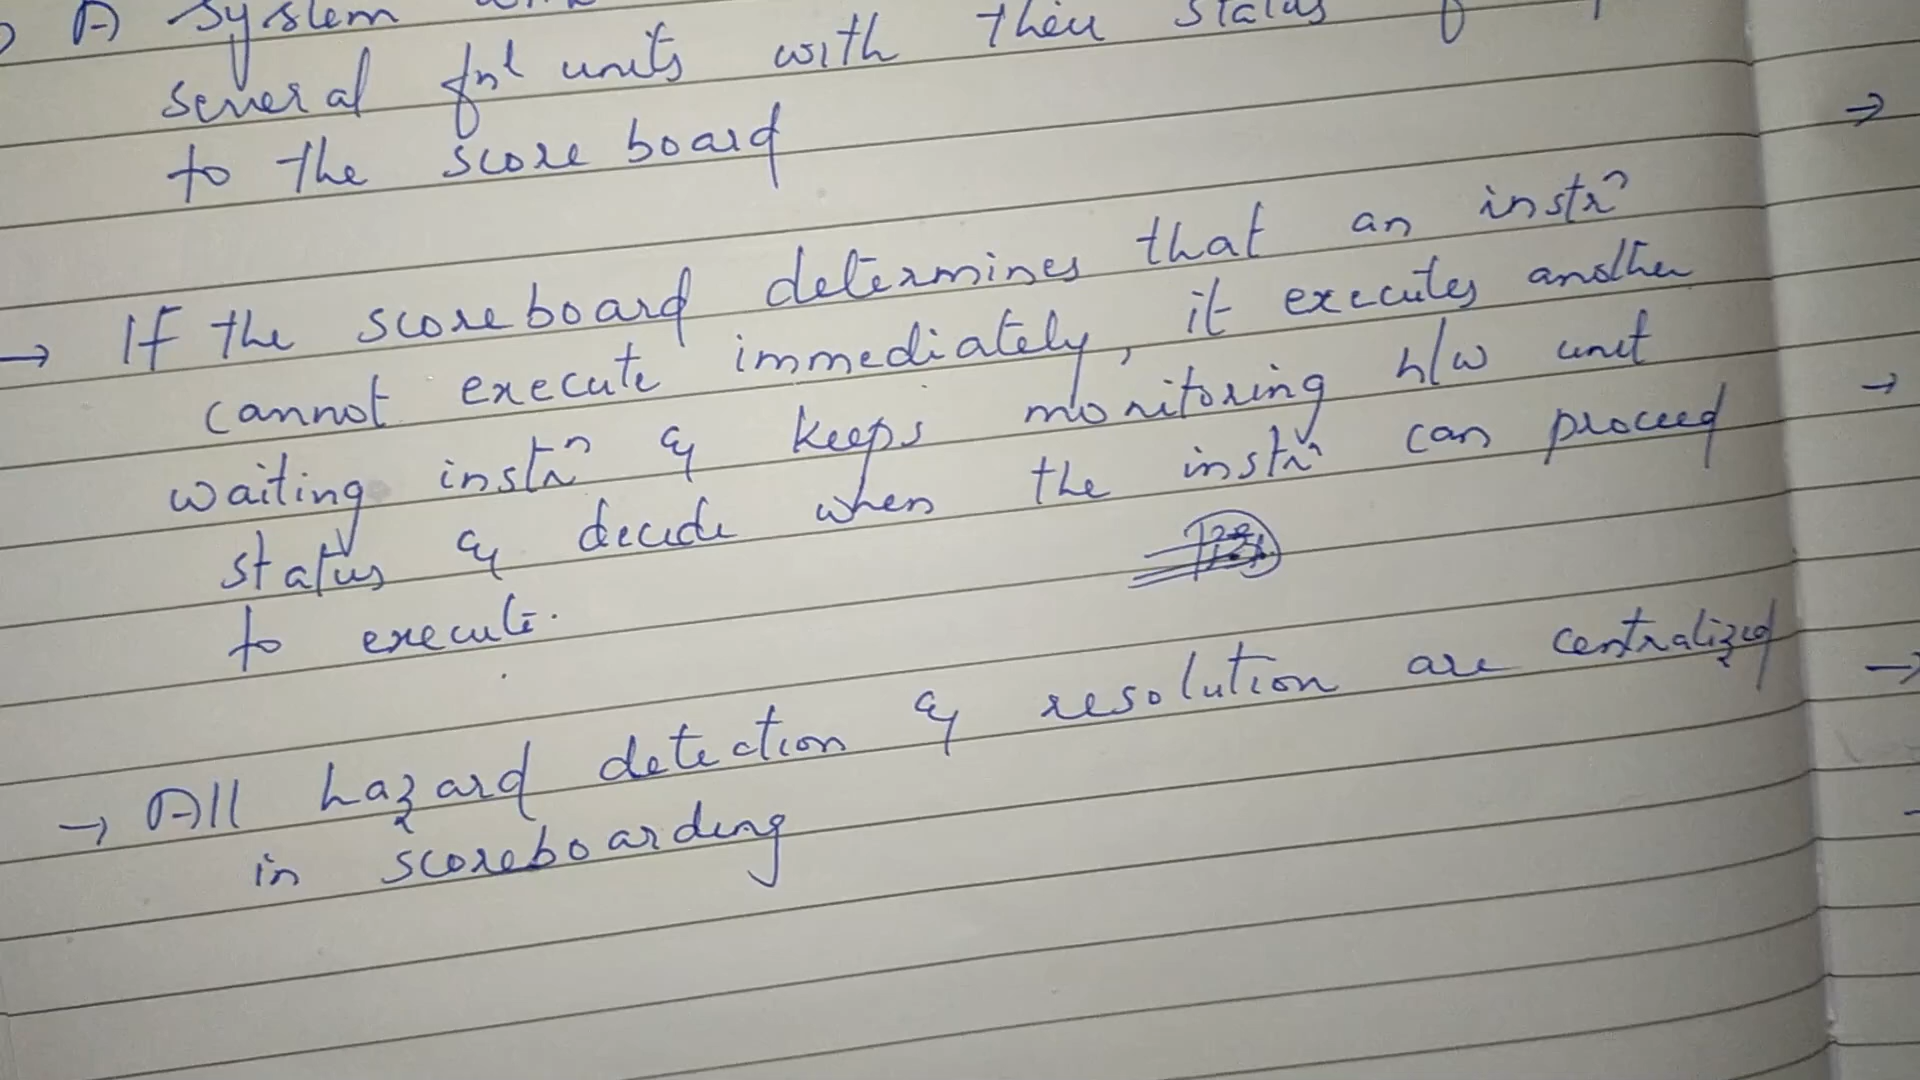 A system
several fnl units with their status
to the score board
→ If the scoreboard determines that an instrn
cannot execute immediately, it executes another
waiting instrn & keeps monitoring h/w unit
status & decide when the instrn can proceed
to execute.
→ All hazard detection & resolution are centralized
in scoreboarding